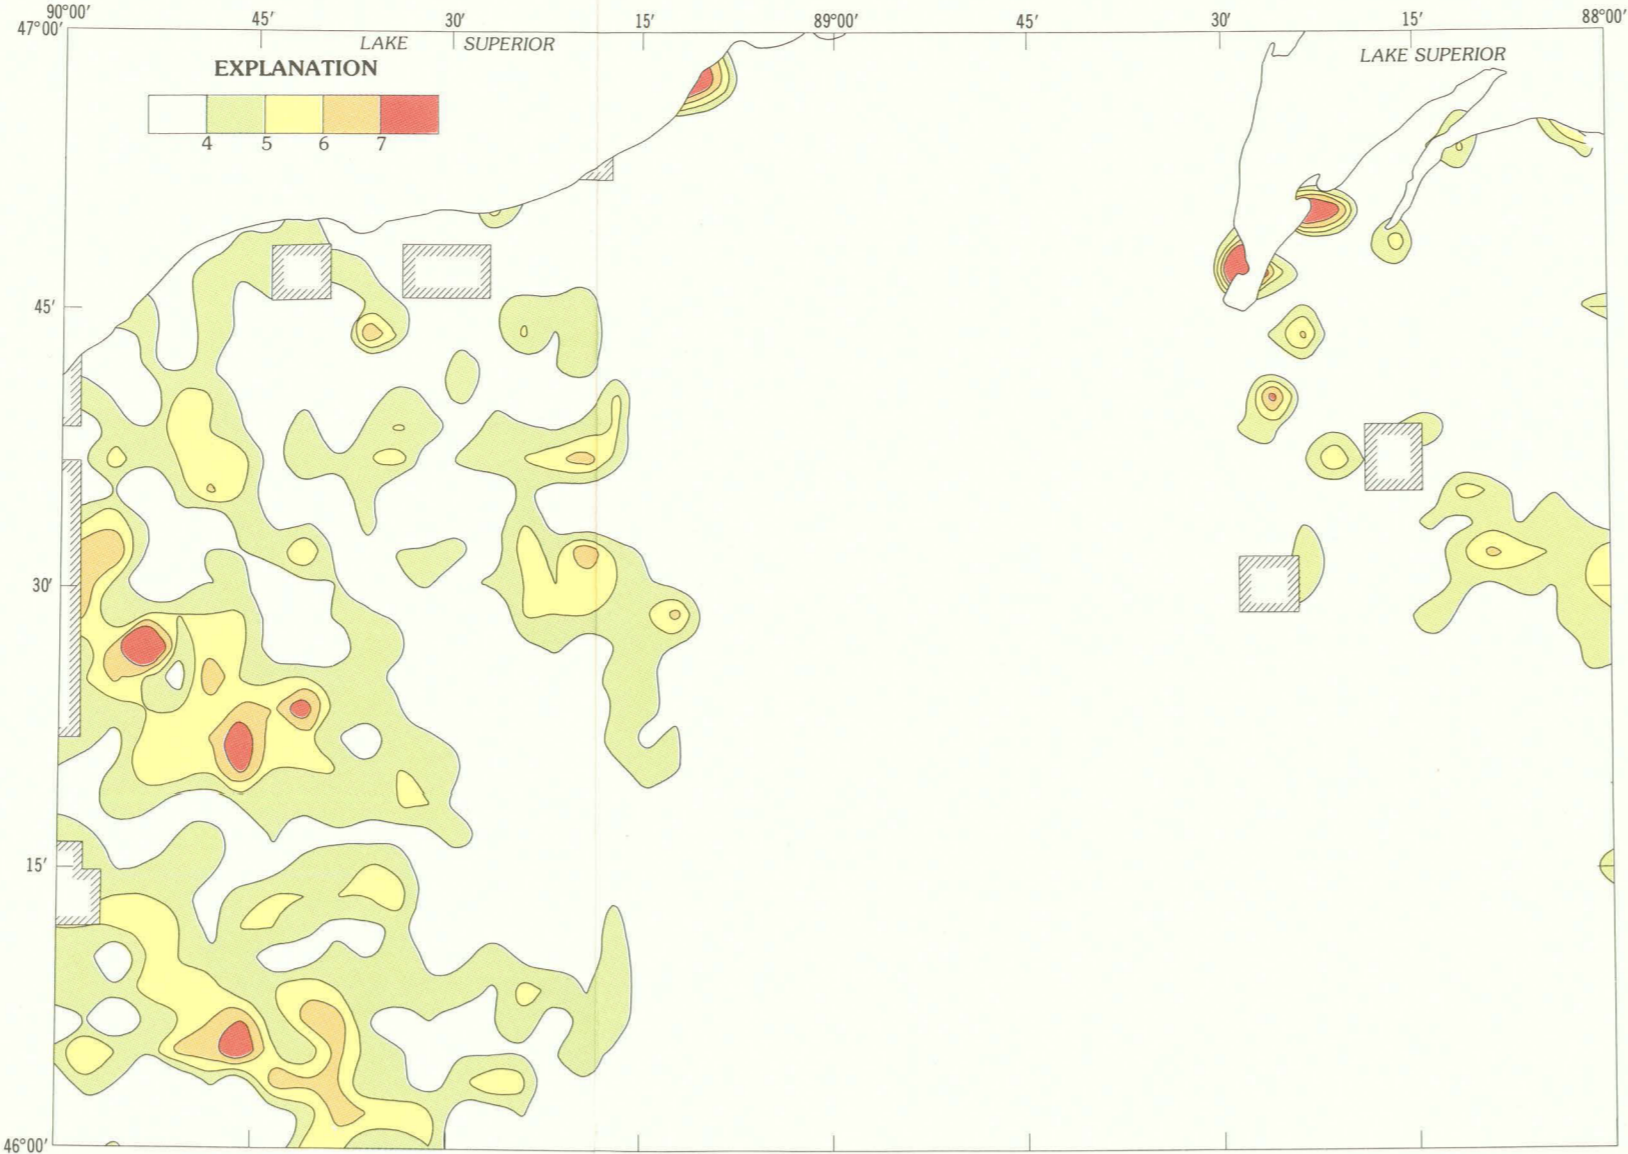 90°00′ 45′ 30′ 15′ 89°00′ 45′ 30′ 15′ 88°00′
47°00′
LAKE SUPERIOR LAKE SUPERIOR
EXPLANATION
4 5 6 7
45′
30′
15′
46°00′